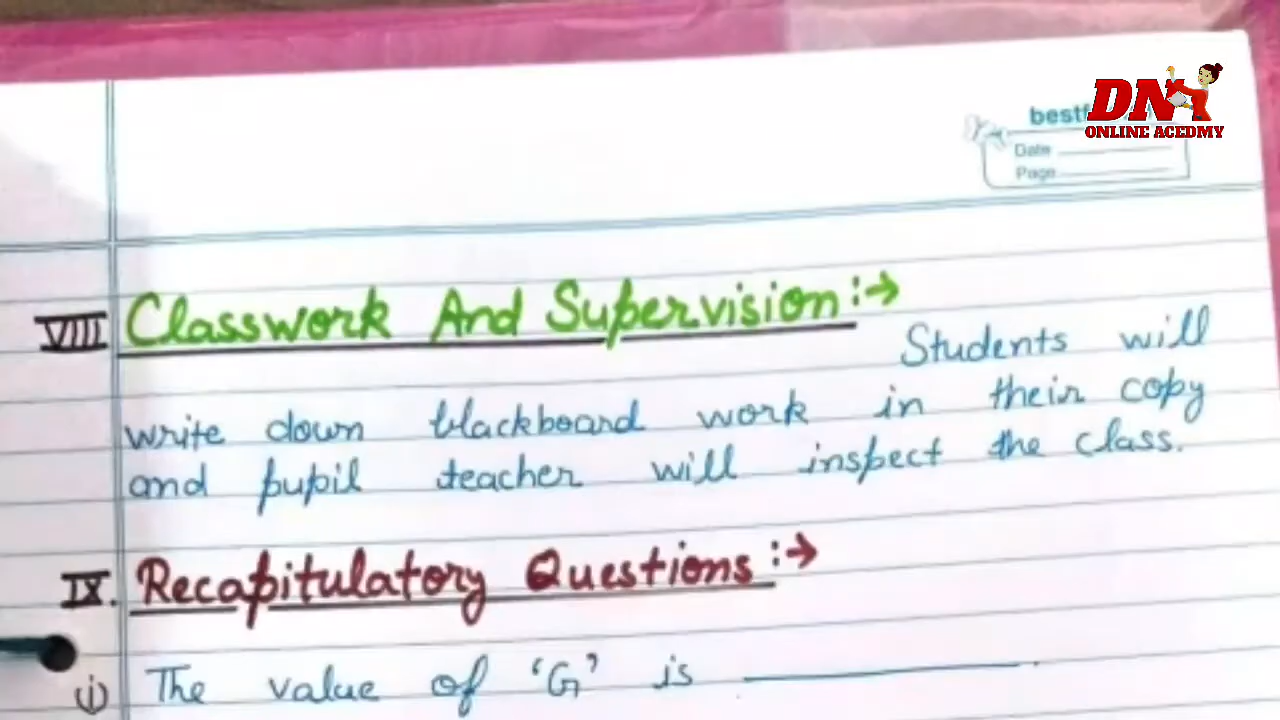 DN
ONLINE ACEDMY
Date
Page
VIII Classwork And Supervision :→
Students will
write down blackboard work in their copy
and pupil teacher will inspect the class.
IX. Recapitulatory Questions :→
(i) The value of 'G' is ________.